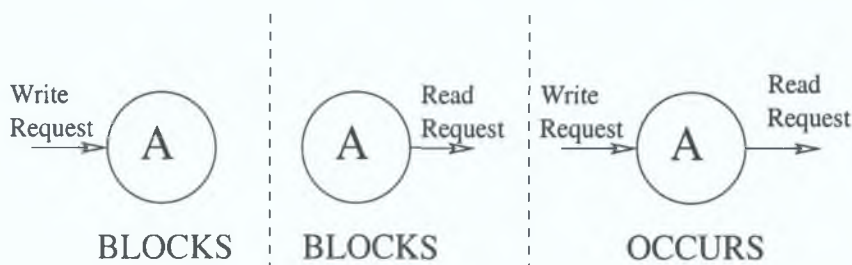 Write
Request
A
BLOCKS
Read
Request
A
BLOCKS
Write
Request
A
Read
Request
OCCURS